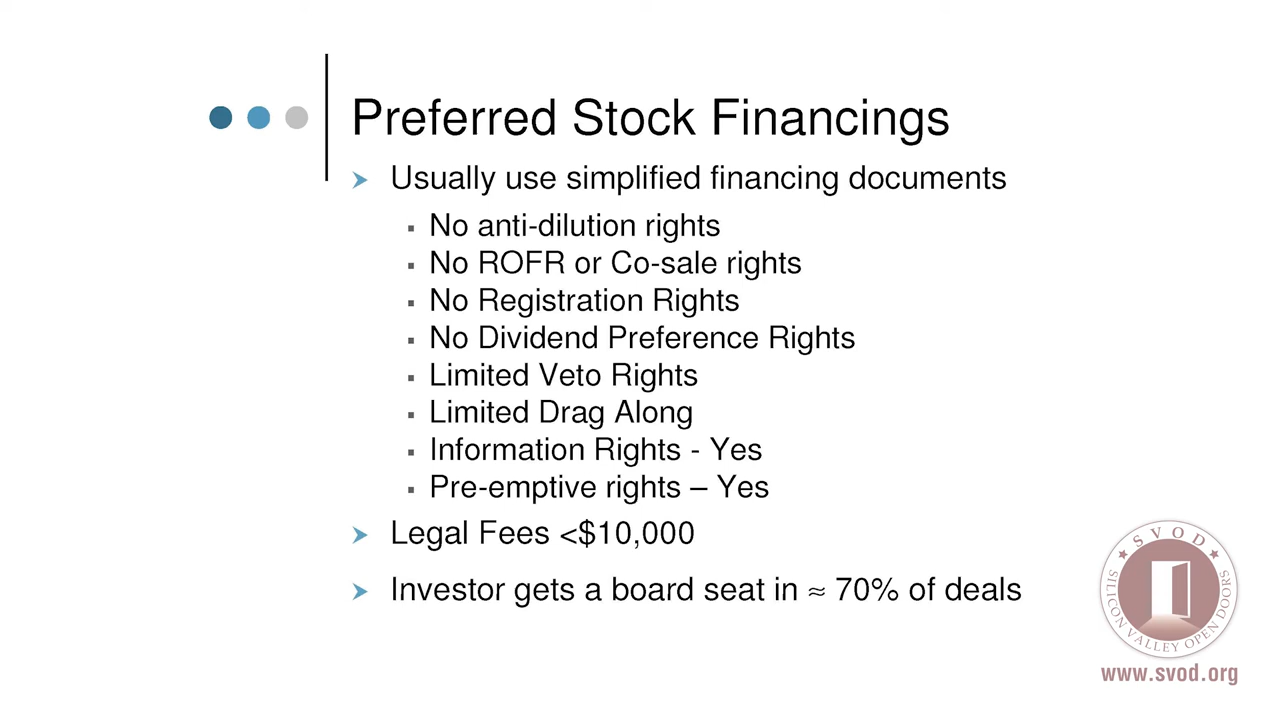 Preferred Stock Financings
Usually use simplified financing documents
No anti-dilution rights
No ROFR or Co-sale rights
No Registration Rights
No Dividend Preference Rights
Limited Veto Rights
Limited Drag Along
Information Rights - Yes
Pre-emptive rights – Yes
Legal Fees <$10,000
Investor gets a board seat in ≈ 70% of deals
SVOD
SILICON VALLEY OPEN DOORS
www.svod.org